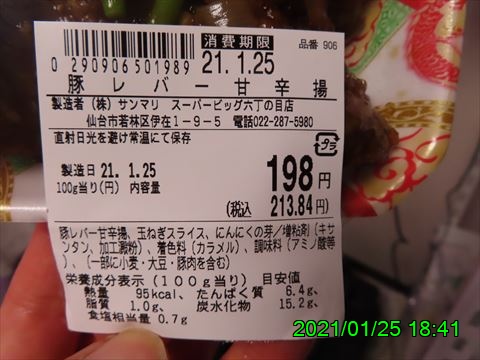 消費期限 品番 906
0 290906 501989 21. 1.25
豚レバー甘辛揚
製造者 (株) サンマリ スーパービッグ六丁の目店
仙台市若林区伊在1-9-5 電話022-287-5980
直射日光を避け常温にて保存
プラ
製造日 21. 1.25
100g当り(円) 内容量
198円
(税込 213.84)円
豚レバー甘辛揚、玉ねぎスライス、にんにくの芽/増粘剤(キサ
ンタン、加工澱粉)、着色料(カラメル)、調味料(アミノ酸等
)、(一部に小麦・大豆・豚肉を含む)
栄養成分表示(100g当り) 目安値
熱量 95kcal、たんぱく質 6.4g、
脂質 1.0g、炭水化物 15.2g、
食塩相当量 0.7g
2021/01/25 18:41